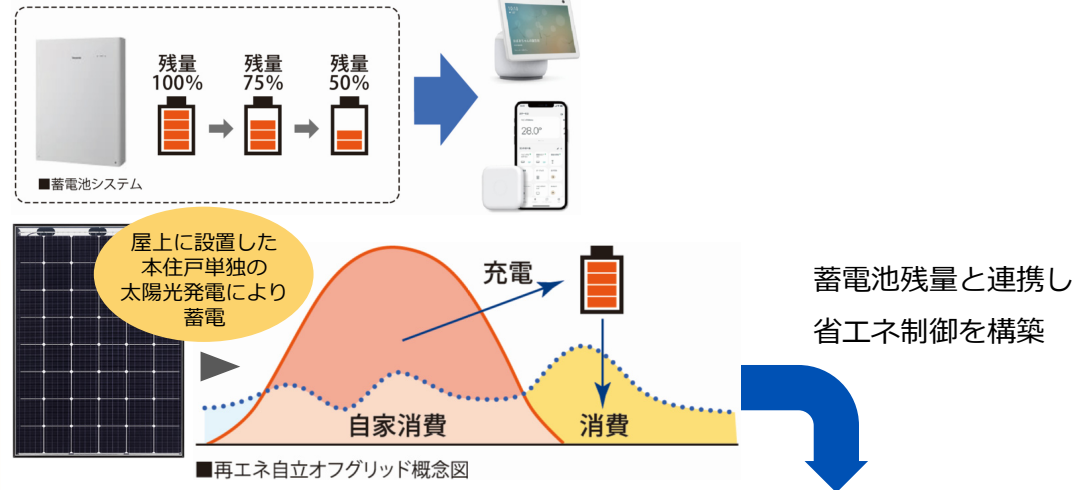 残量
100%
残量
75%
残量
50%
28.0°
■蓄電池システム
屋上に設置した
本住戸単独の
太陽光発電により
蓄電
充電
自家消費
消費
■再エネ自立オフグリッド概念図
蓄電池残量と連携し
省エネ制御を構築